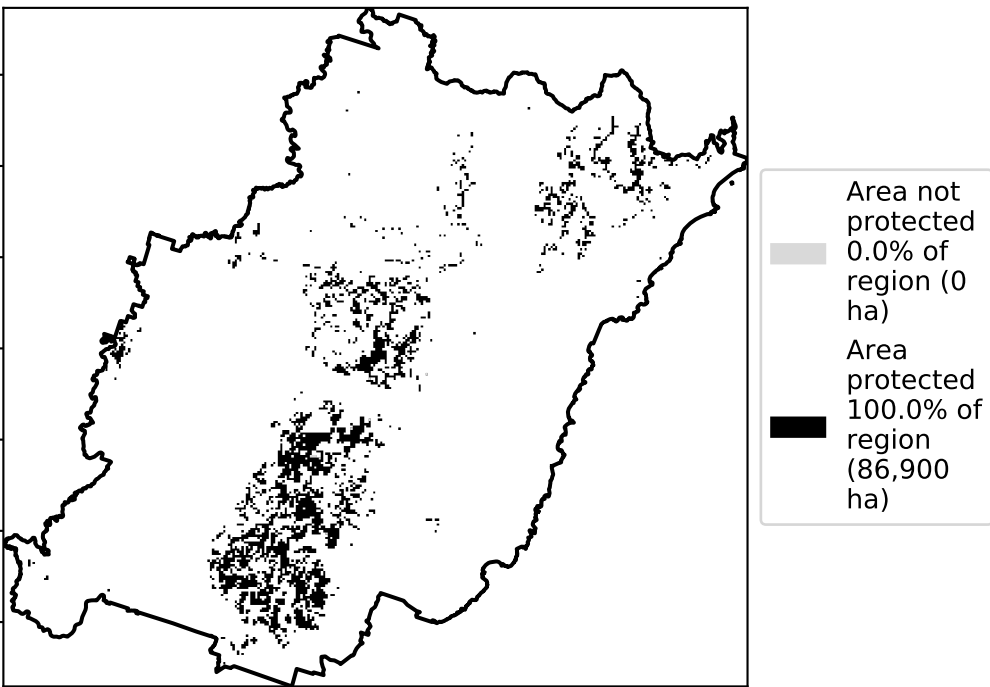 Area not
protected
0.0% of
region (0
ha)
Area
protected
100.0% of
region
(86,900
ha)